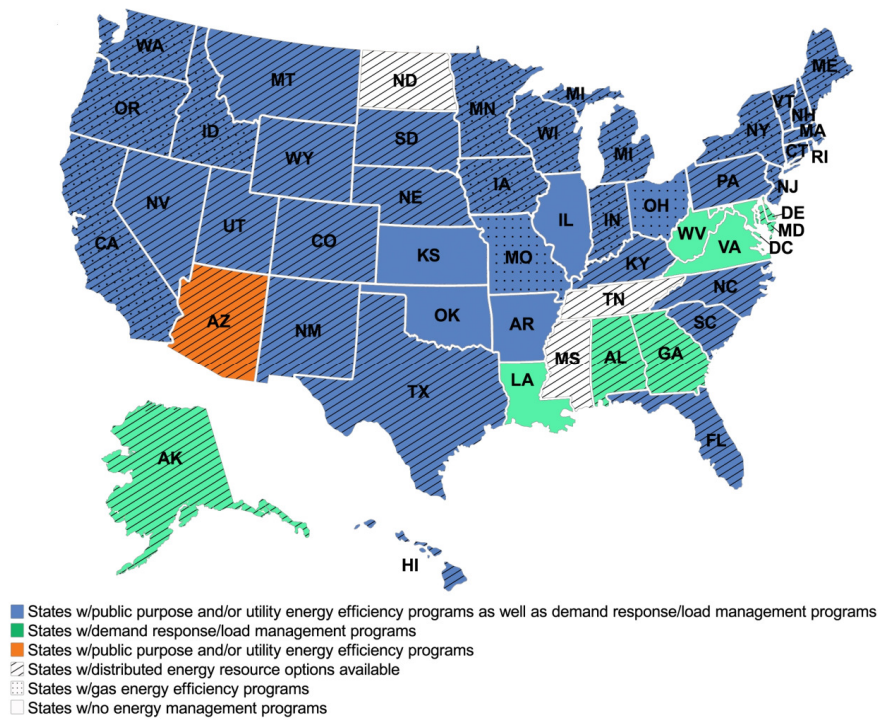 WA
MT
ND
ME
MI
OR
MN
VT
NH
ID
SD
WI
NY
MA
WY
MI
CT
RI
IA
PA
NV
NE
NJ
UT
IL
IN
OH
DE
CA
CO
WV
MD
KS
MO
VA
DC
KY
NC
TN
AZ
OK
AR
SC
NM
MS
AL
GA
LA
TX
FL
AK
HI
States w/public purpose and/or utility energy efficiency programs as well as demand response/load management programs
States w/demand response/load management programs
States w/public purpose and/or utility energy efficiency programs
States w/distributed energy resource options available
States w/gas energy efficiency programs
States w/no energy management programs